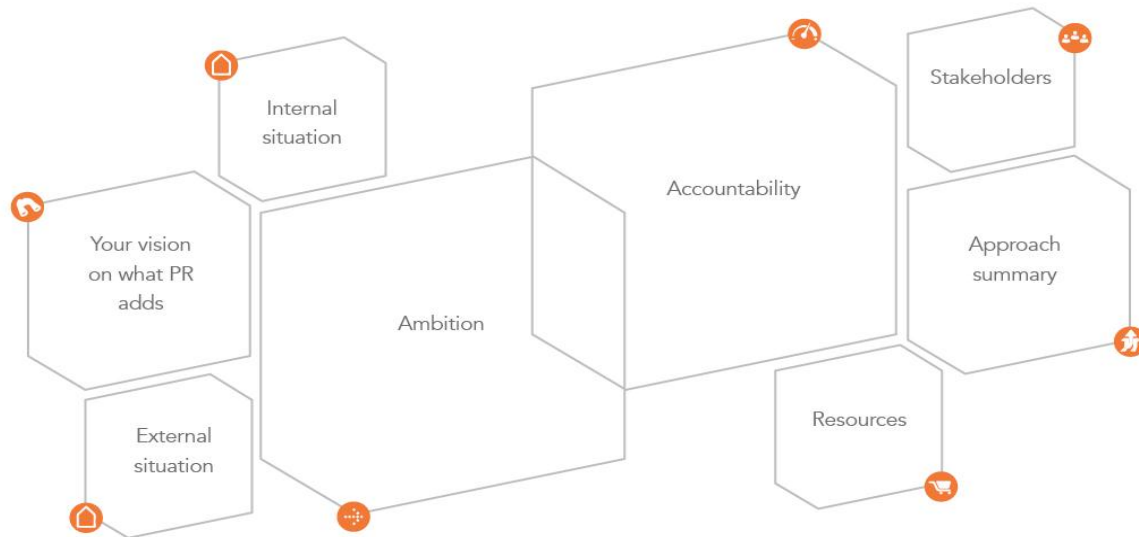 Internal
situation
Your vision
on what PR
adds
External
situation
Ambition
Accountability
Stakeholders
Approach
summary
Resources